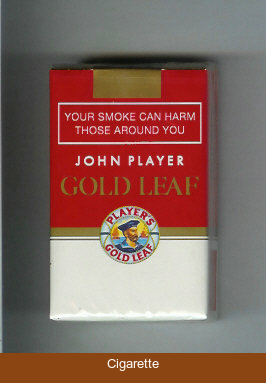 YOUR SMOKE CAN HARM
THOSE AROUND YOU
JOHN PLAYER
GOLD LEAF
PLAYER'S
GOLD LEAF
Cigarette